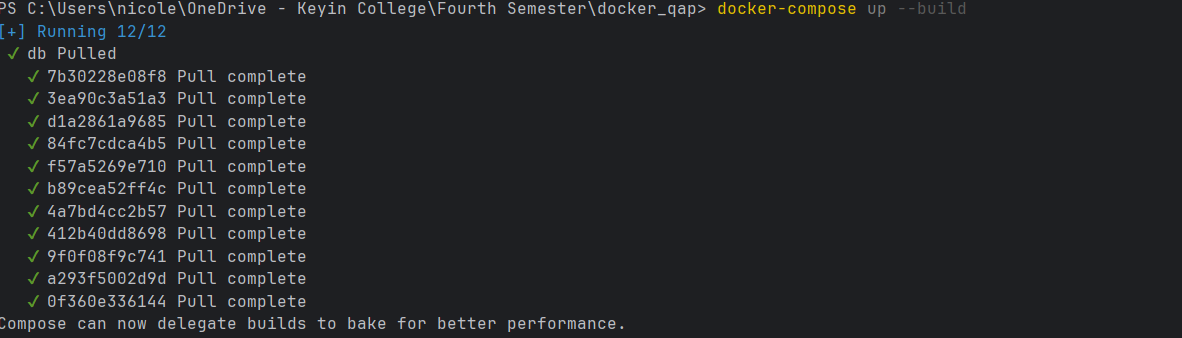 PS C:\Users\nicole\OneDrive - Keyin College\Fourth Semester\docker_qap> docker-compose up --build
[+] Running 12/12
✓ db Pulled
✓ 7b30228e08f8 Pull complete
✓ 3ea90c3a51a3 Pull complete
✓ d1a2861a9685 Pull complete
✓ 84fc7cdca4b5 Pull complete
✓ f57a5269e710 Pull complete
✓ b89cea52ff4c Pull complete
✓ 4a7bd4cc2b57 Pull complete
✓ 412b40dd8698 Pull complete
✓ 9f0f08f9c741 Pull complete
✓ a293f5002d9d Pull complete
✓ 0f360e336144 Pull complete
Compose can now delegate builds to bake for better performance.